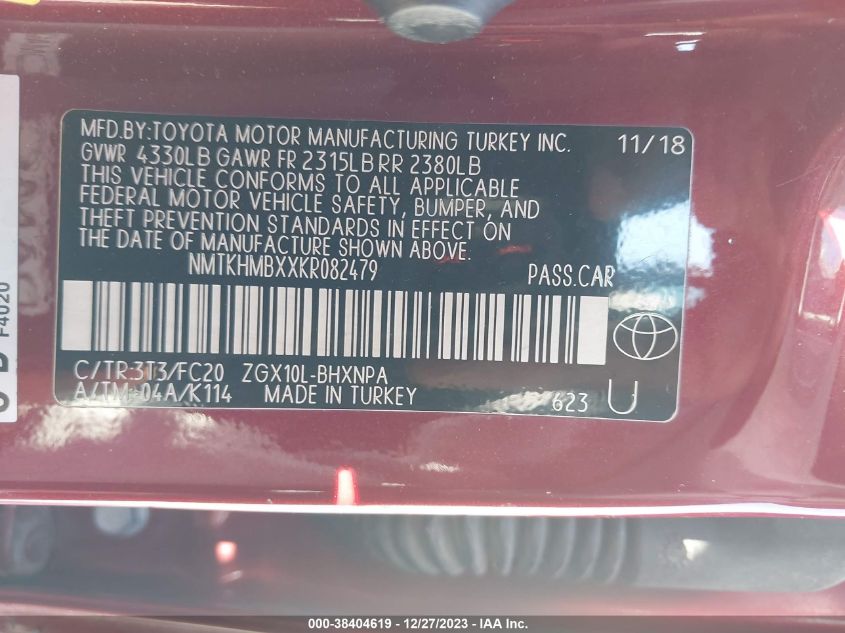 MFD.BY:TOYOTA MOTOR MANUFACTURING TURKEY INC. 11/18
GVWR 4330LB GAWR FR 2315LB RR 2380LB
THIS VEHICLE CONFORMS TO ALL APPLICABLE
FEDERAL MOTOR VEHICLE SAFETY, BUMPER, AND
THEFT PREVENTION STANDARDS IN EFFECT ON
THE DATE OF MANUFACTURE SHOWN ABOVE.
NMTKHMBXXKR082479 PASS.CAR
C/TR:3T3/FC20 ZGX10L-BHXNPA
A/TM:-04A/K114 MADE IN TURKEY 623 U
F4020
000-38404619 - 12/27/2023 - IAA Inc.